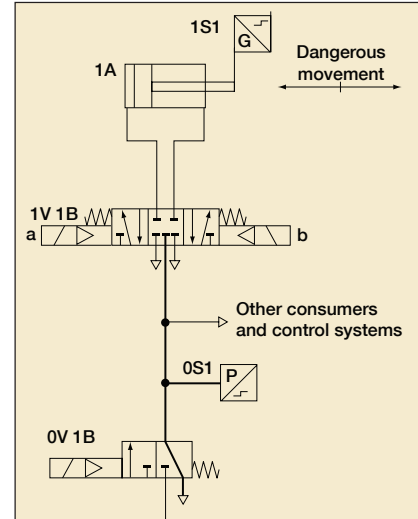 1S1
G
1A
Dangerous
movement
1V 1B
a
b
Other consumers
and control systems
0S1
P
0V 1B